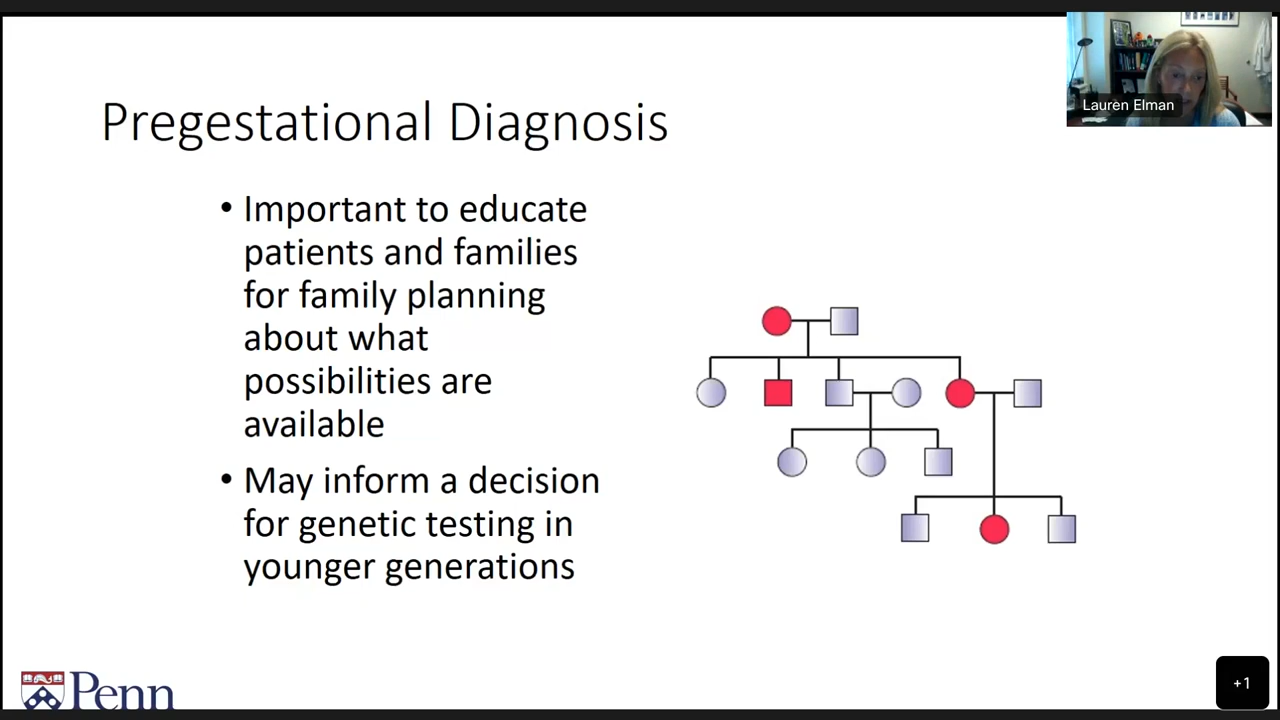 Lauren Elman
Pregestational Diagnosis
• Important to educate
patients and families
for family planning
about what
possibilities are
available
• May inform a decision
for genetic testing in
younger generations
Penn
+1